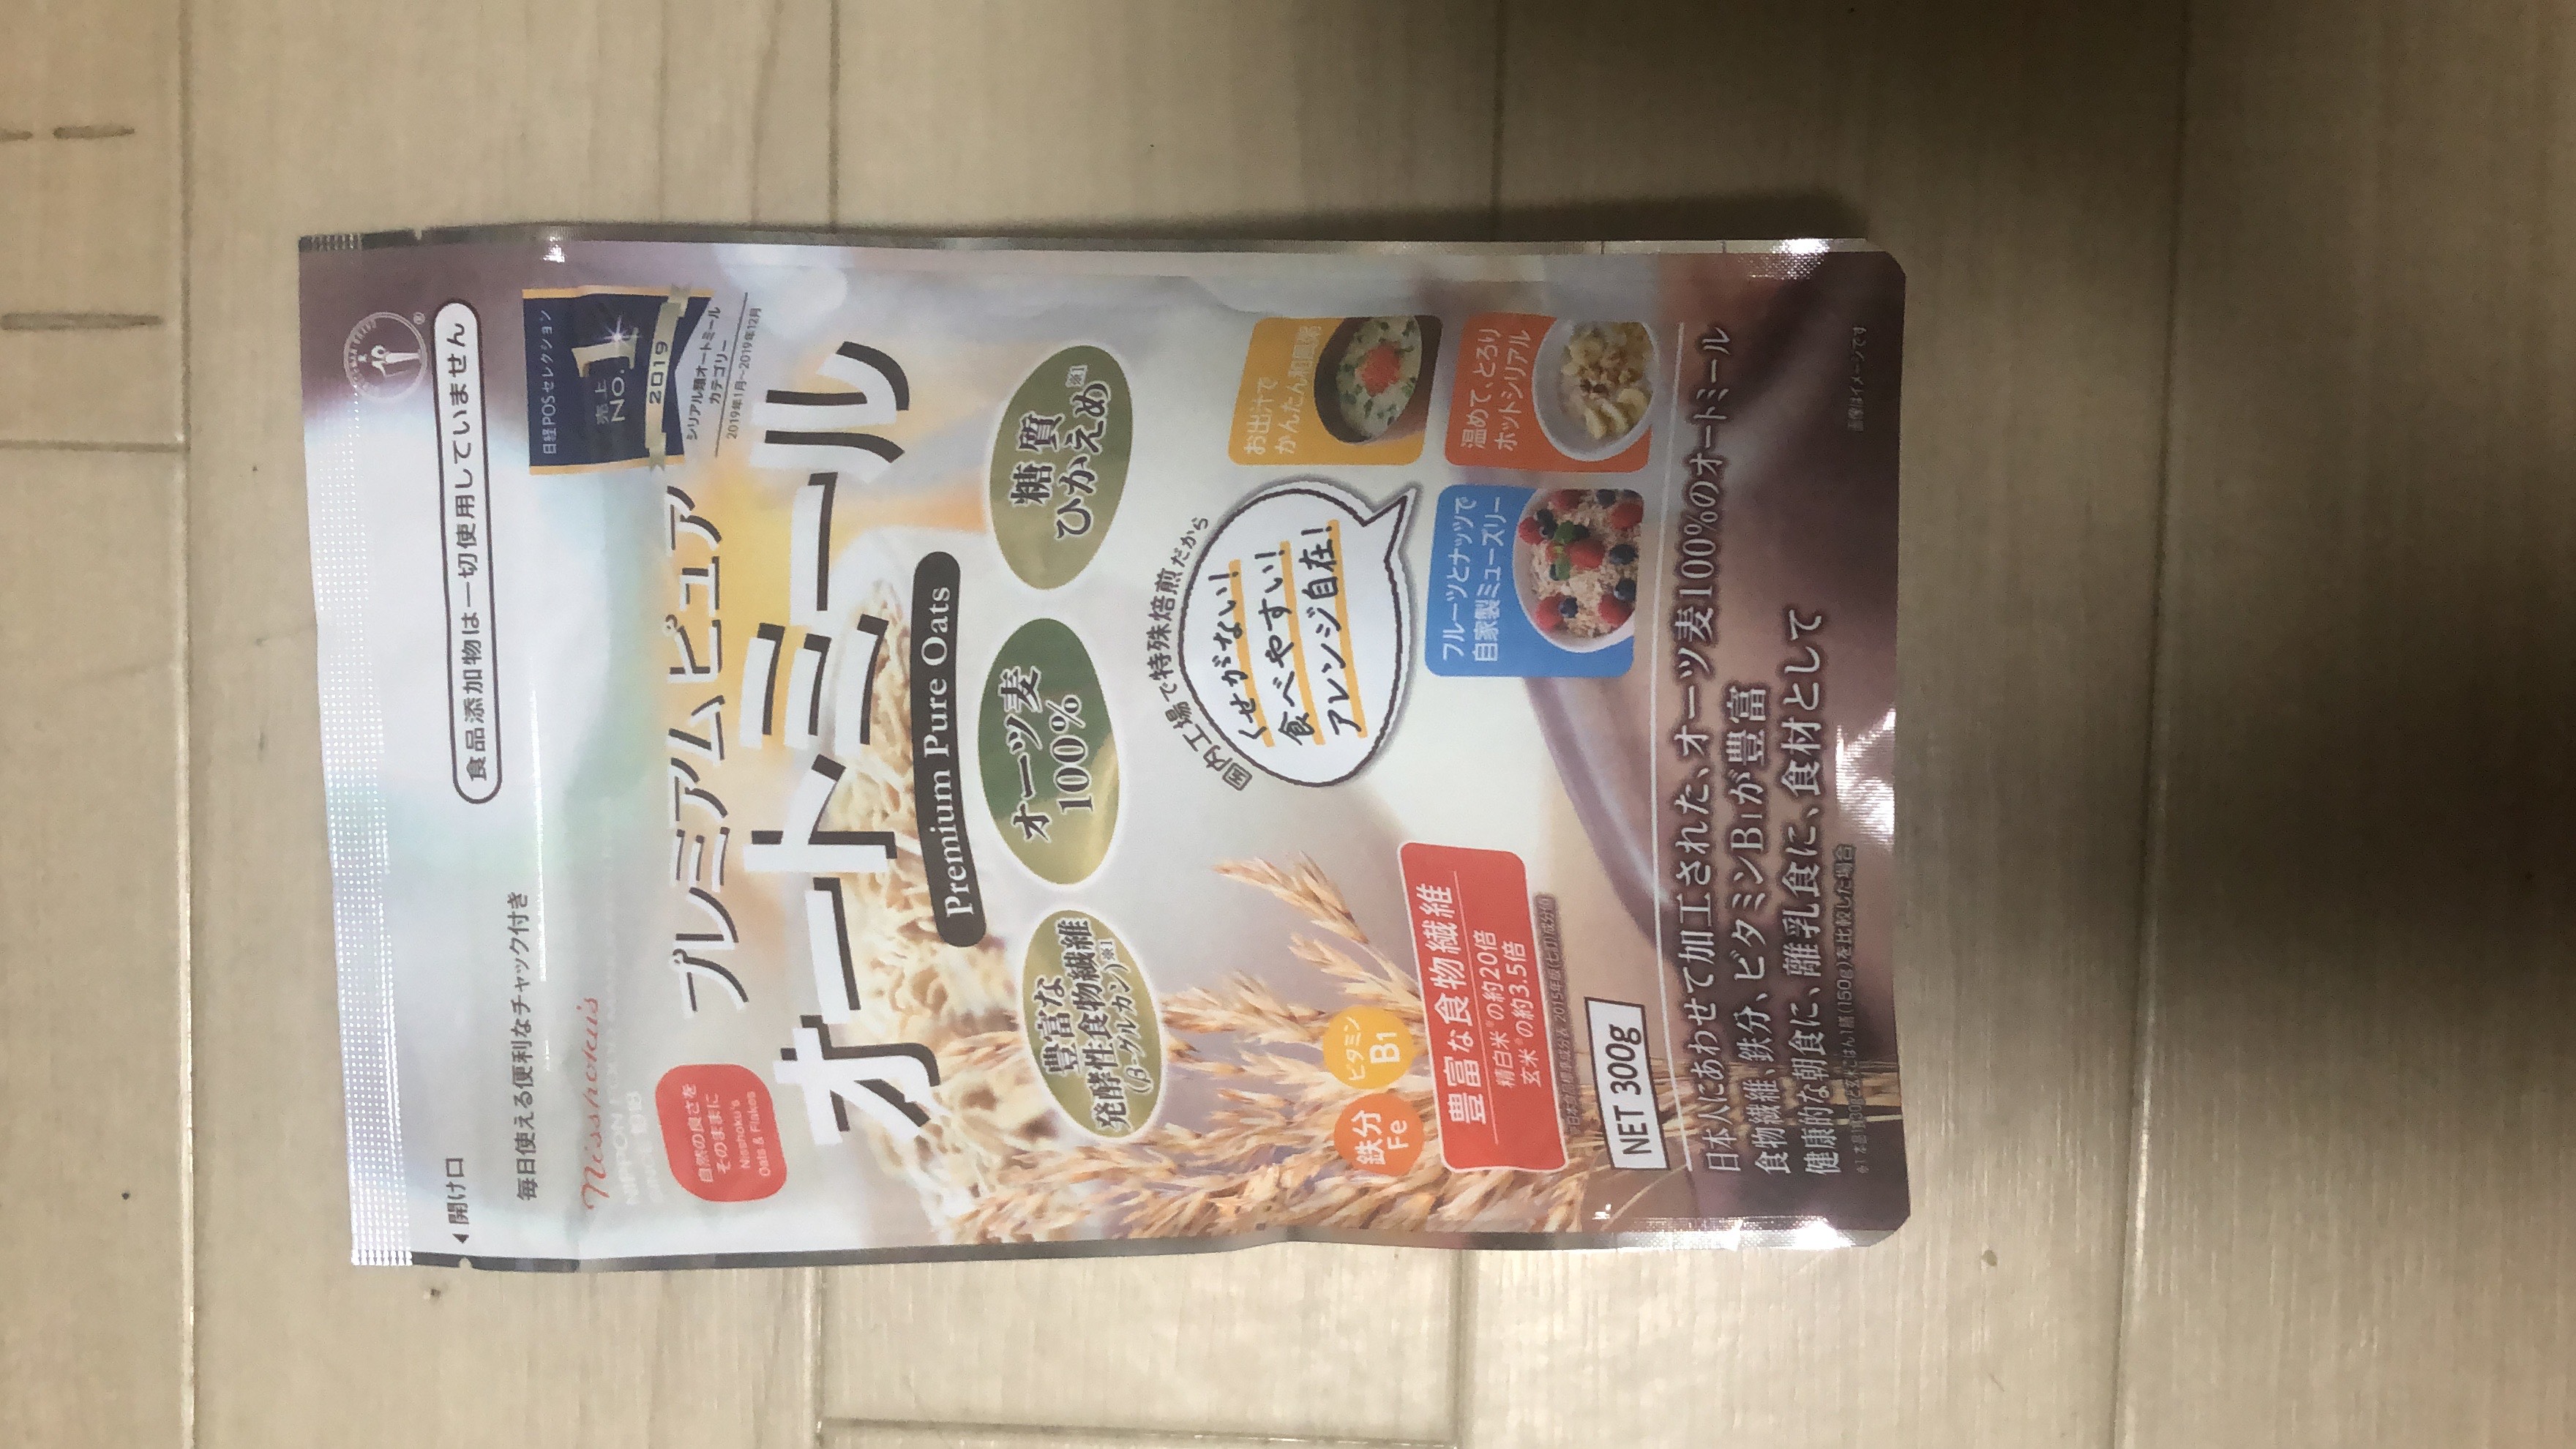 食品添加物は一切使用していません
開け口
毎日使える便利なチャック付き
日経POSセレクション
売上
No.1
2019
シリアル類オートミール
カテゴリー
2019年1月~2019年12月
Nisshoku's
自然の良さを
そのままに
Nisshoku's
Oats & Flakes
プレミアム ピュア
オートミール
Premium Pure Oats
豊富な
発酵性食物繊維
(β-グルカン)※1
オーツ麦
100%
糖質
ひかえめ
※1
国内工場で特殊焙煎だから
くせがない!
食べやすい!
アレンジ自在!
お出汁で
かんたん和風粥
フルーツとナッツで
自家製ミューズリー
温めて、とろり
ホットシリアル
鉄分
Fe
ビタミン
B1
豊富な食物繊維
精白米※の約20倍
玄米※の約3.5倍
NET 300g
日本人にあわせて加工された、オーツ麦100%のオートミール
食物繊維、鉄分、ビタミンB1が豊富
健康的な朝食に、離乳食に、食材として
画像はイメージです